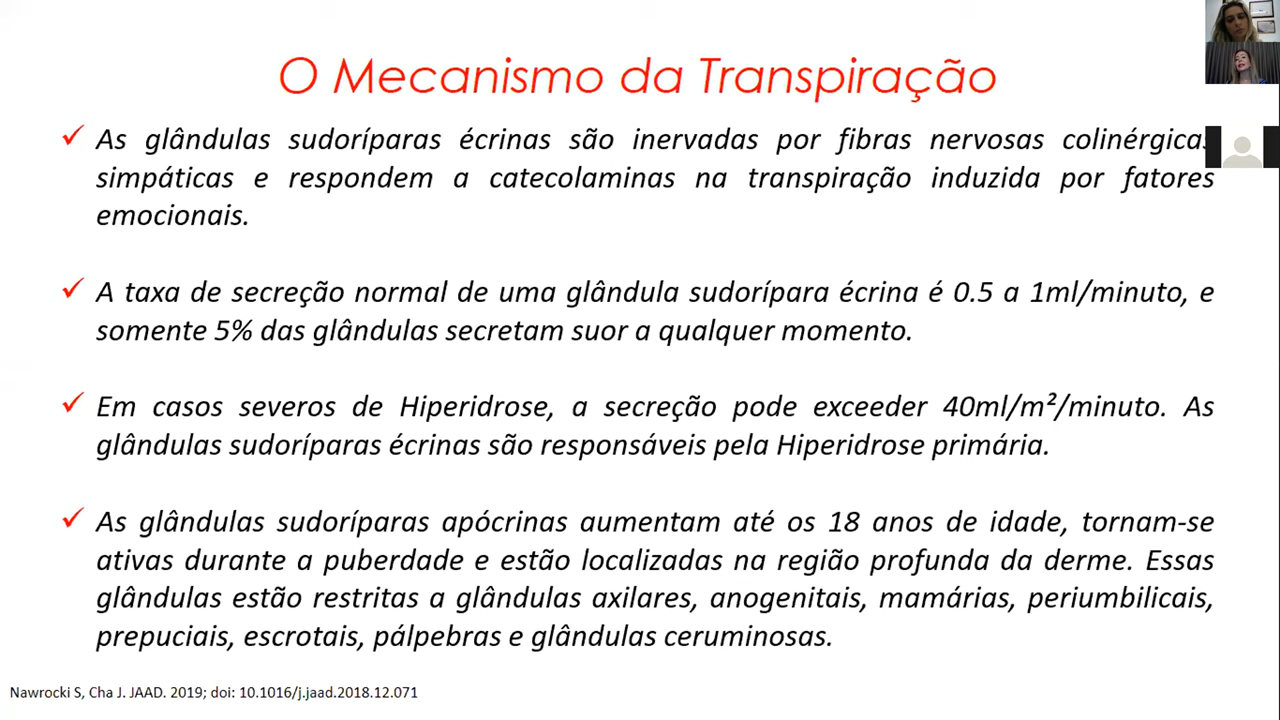 O Mecanismo da Transpiração
As glândulas sudoríparas écrinas são inervadas por fibras nervosas colinérgicas
simpáticas e respondem a catecolaminas na transpiração induzida por fatores
emocionais.
A taxa de secreção normal de uma glândula sudorípara écrina é 0.5 a 1ml/minuto, e
somente 5% das glândulas secretam suor a qualquer momento.
Em casos severos de Hiperidrose, a secreção pode exceeder 40ml/m²/minuto. As
glândulas sudoríparas écrinas são responsáveis pela Hiperidrose primária.
As glândulas sudoríparas apócrinas aumentam até os 18 anos de idade, tornam-se
ativas durante a puberdade e estão localizadas na região profunda da derme. Essas
glândulas estão restritas a glândulas axilares, anogenitais, mamárias, periumbilicais,
prepuciais, escrotais, pálpebras e glândulas ceruminosas.
Nawrocki S, Cha J. JAAD. 2019; doi: 10.1016/j.jaad.2018.12.071